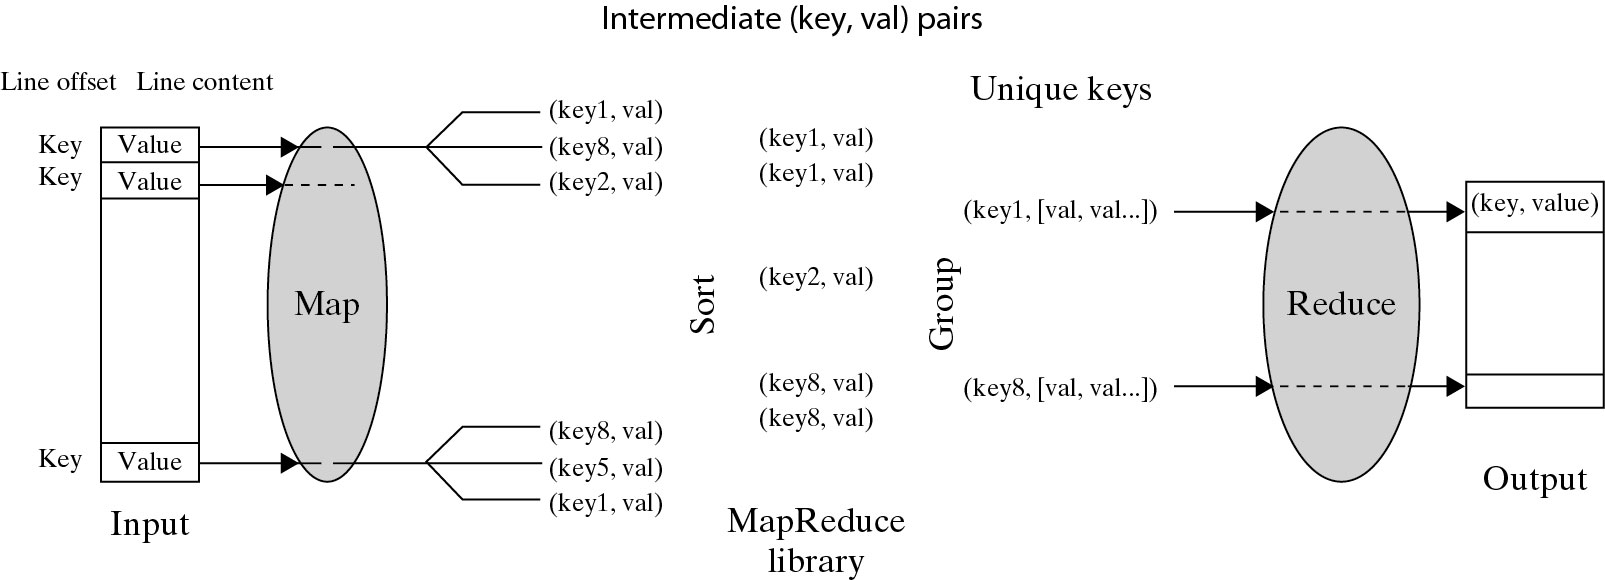 Intermediate (key, val) pairs
Line offset Line content
Unique keys
Key Value
Key Value
Key Value
Input
Map
(key1, val)
(key8, val)
(key2, val)
(key8, val)
(key5, val)
(key1, val)
Sort
(key1, val)
(key1, val)
(key2, val)
(key8, val)
(key8, val)
Group
MapReduce
library
(key1, [val, val...])
(key8, [val, val...])
Reduce
(key, value)
Output